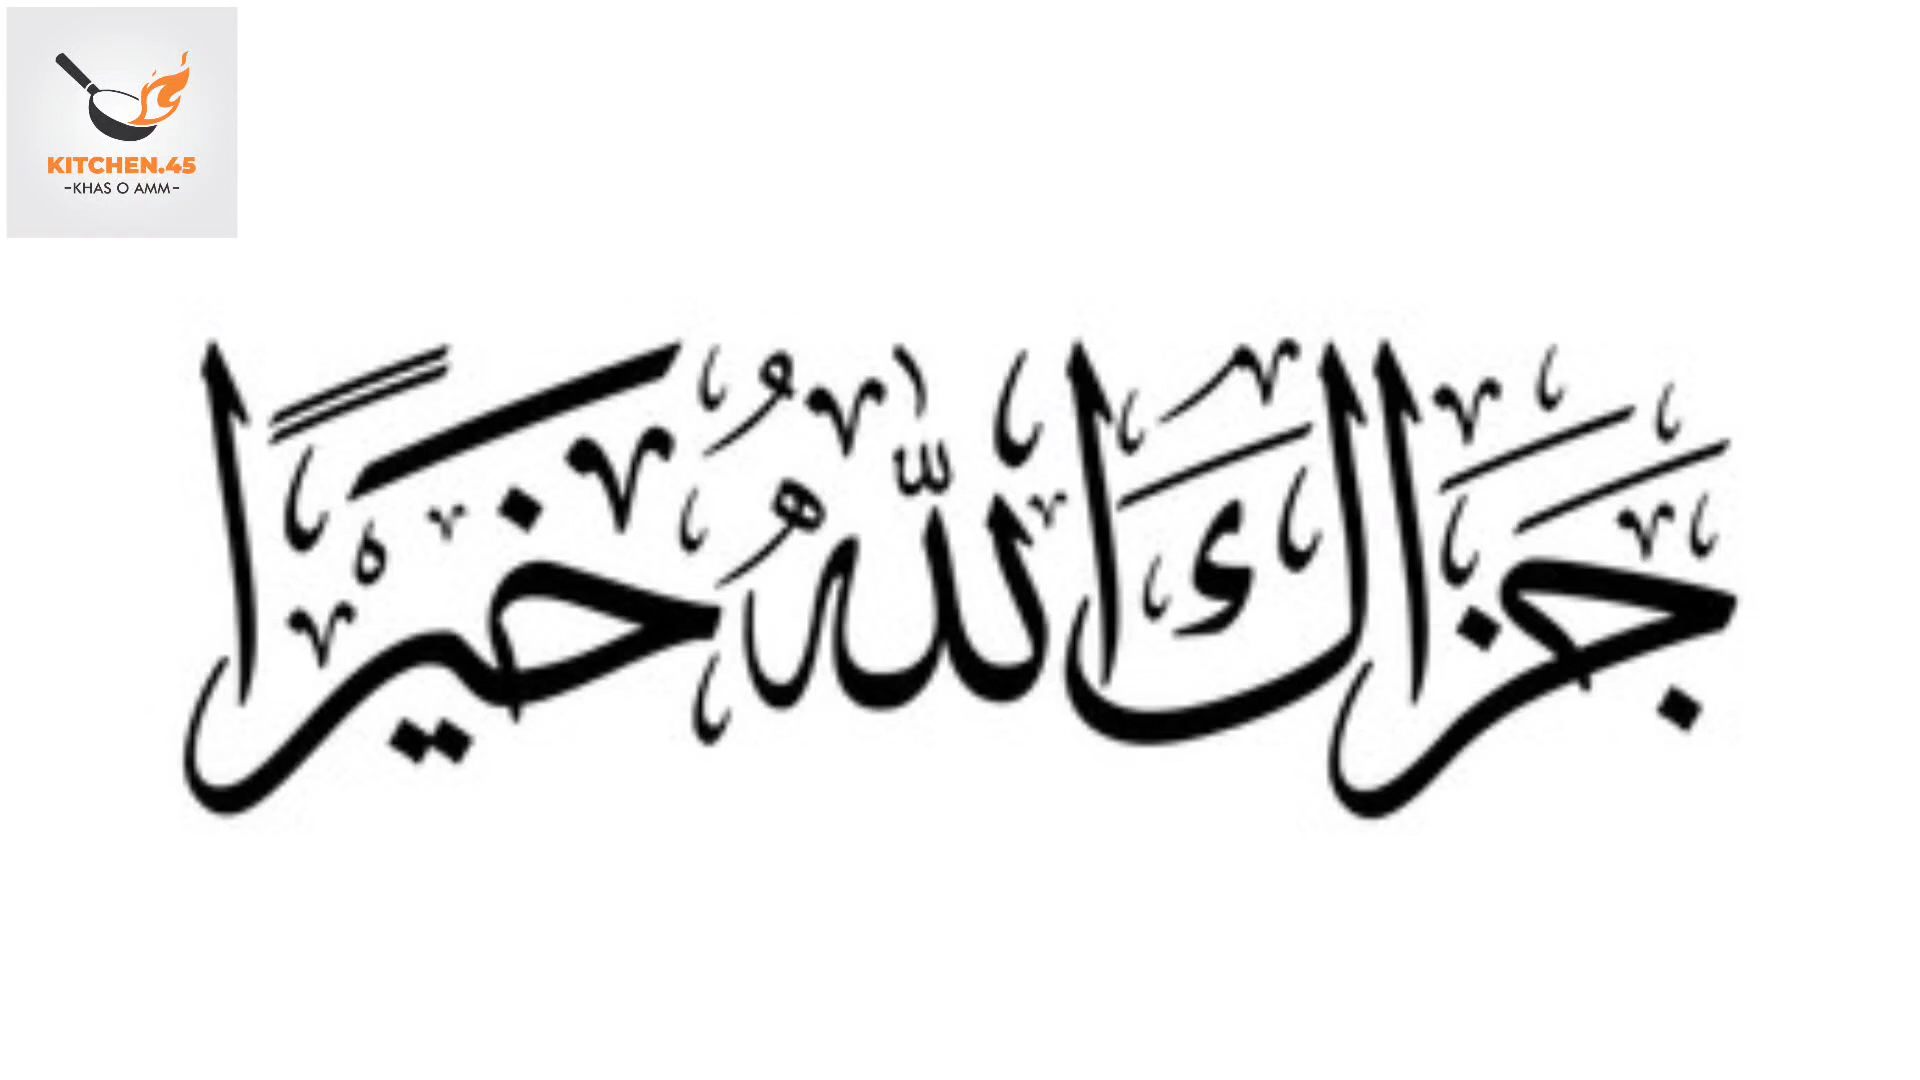 KITCHEN.45
-KHAS O AMM-
جَزَاكَ اللّٰهُ خَيْرًا